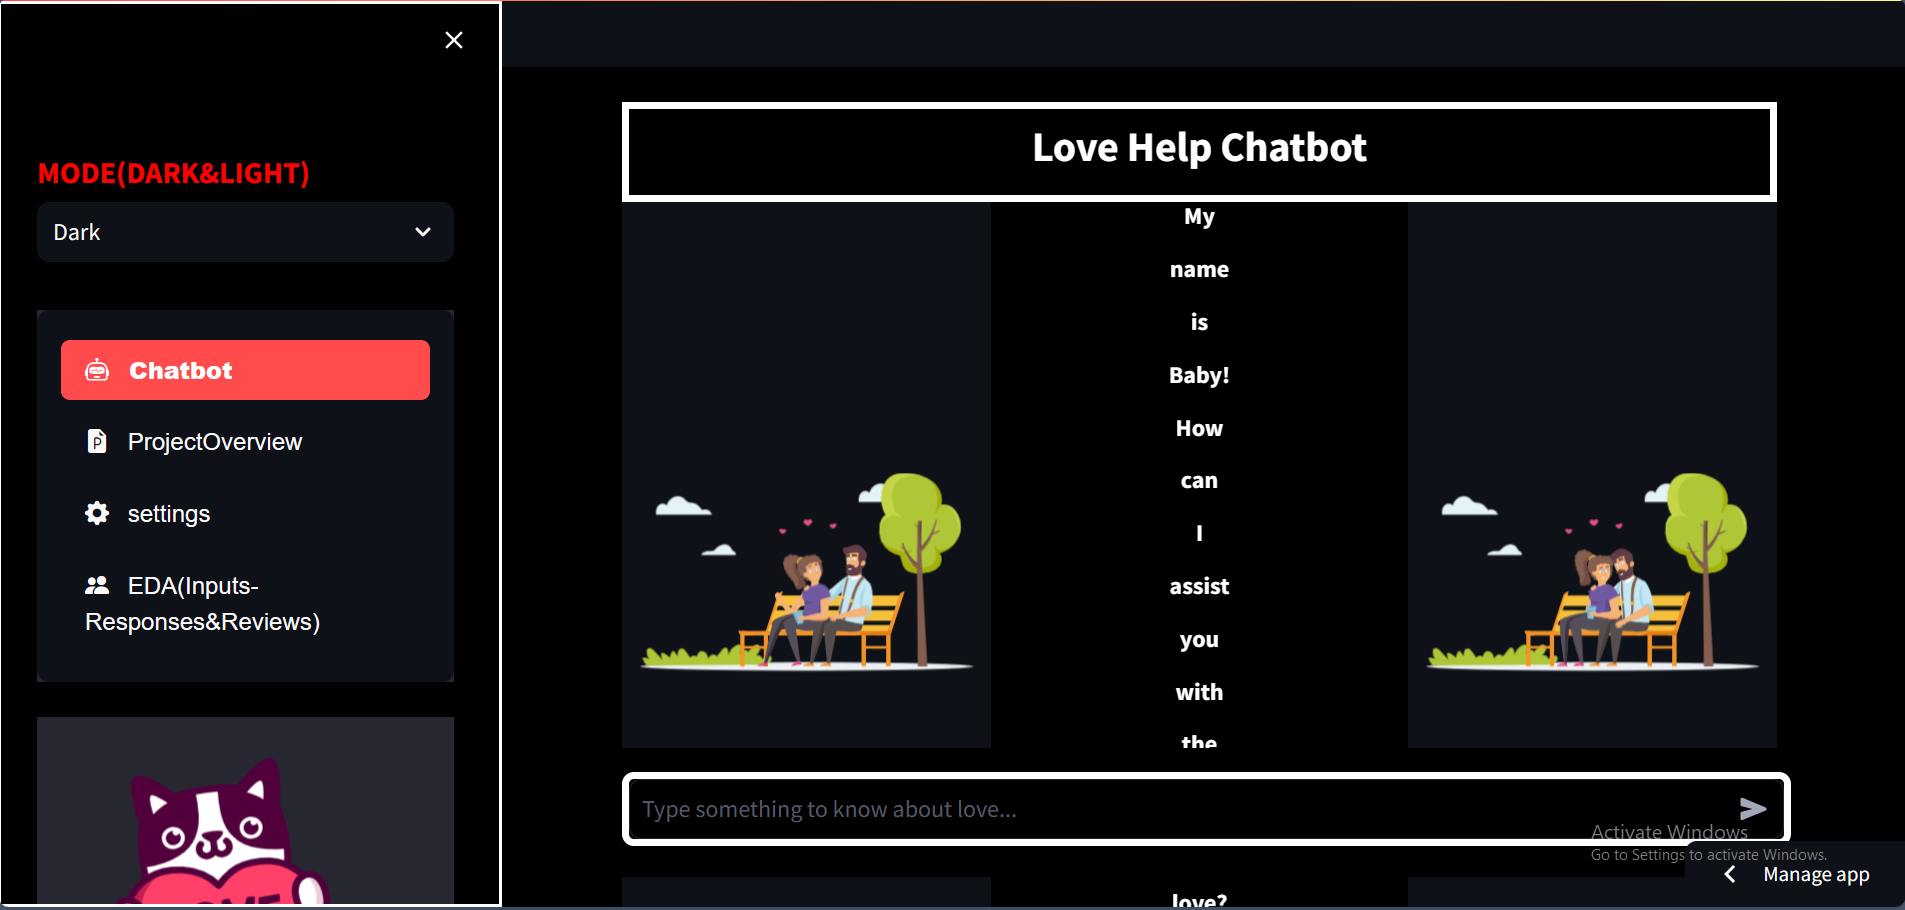 MODE(DARK&LIGHT)
Dark
Chatbot
ProjectOverview
settings
EDA(Inputs-
Responses&Reviews)
LOVE
Love Help Chatbot
My
name
is
Baby!
How
can
I
assist
you
with
the
Type something to know about love...
love?
Activate Windows
Go to Settings to activate Windows.
Manage app